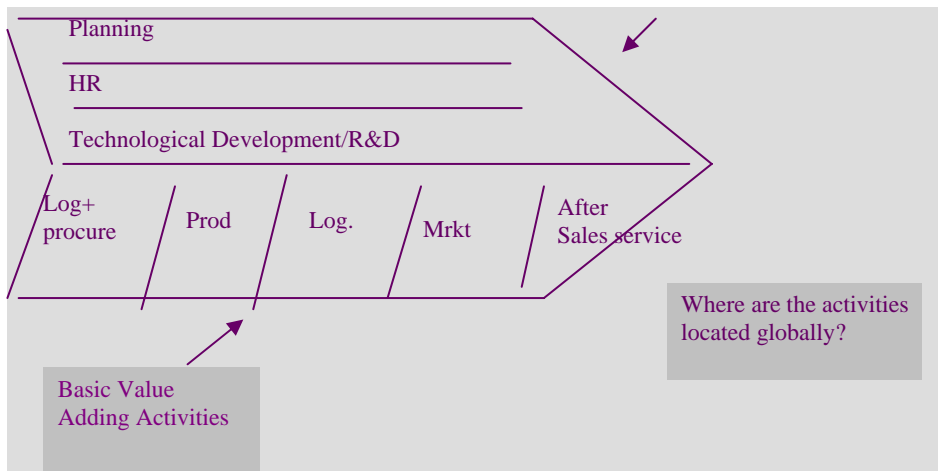 Planning
HR
Technological Development/R&D
Log+
procure
Prod
Log.
Mrkt
After
Sales service
Where are the activities
located globally?
Basic Value
Adding Activities